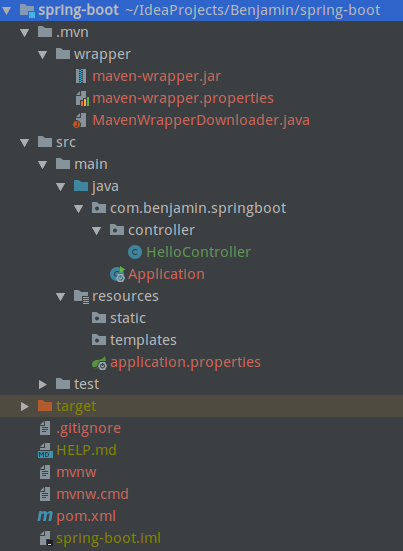 spring-boot ~/IdeaProjects/Benjamin/spring-boot
.mvn
wrapper
maven-wrapper.jar
maven-wrapper.properties
MavenWrapperDownloader.java
src
main
java
com.benjamin.springboot
controller
C HelloController
C Application
resources
static
templates
application.properties
test
target
.gitignore
MD HELP.md
mvnw
mvnw.cmd
m pom.xml
spring-boot.iml